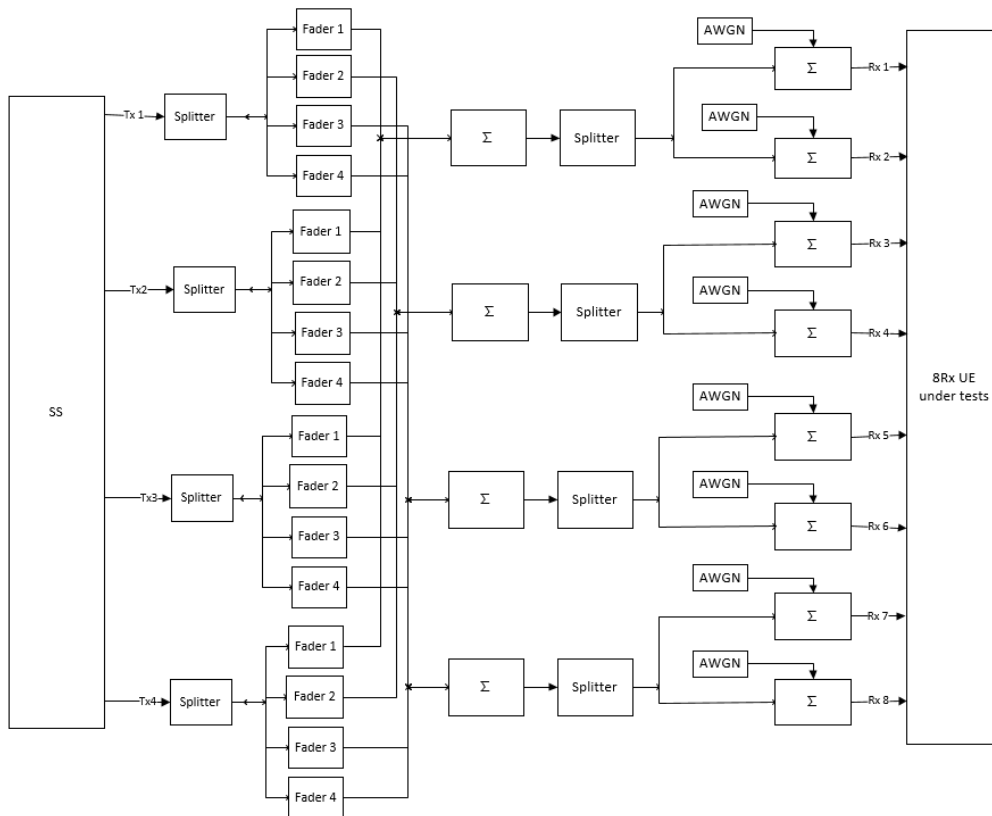 SS
Tx 1
Splitter
Fader 1
Fader 2
Fader 3
Fader 4
Tx2
Splitter
Fader 1
Fader 2
Fader 3
Fader 4
Tx3
Splitter
Fader 1
Fader 2
Fader 3
Fader 4
Tx4
Splitter
Fader 1
Fader 2
Fader 3
Fader 4
Σ
Splitter
AWGN
Σ
Rx 1
AWGN
Σ
Rx 2
Σ
Splitter
AWGN
Σ
Rx 3
AWGN
Σ
Rx 4
Σ
Splitter
AWGN
Σ
Rx 5
AWGN
Σ
Rx 6
Σ
Splitter
AWGN
Σ
Rx 7
AWGN
Σ
Rx 8
8Rx UE
under tests